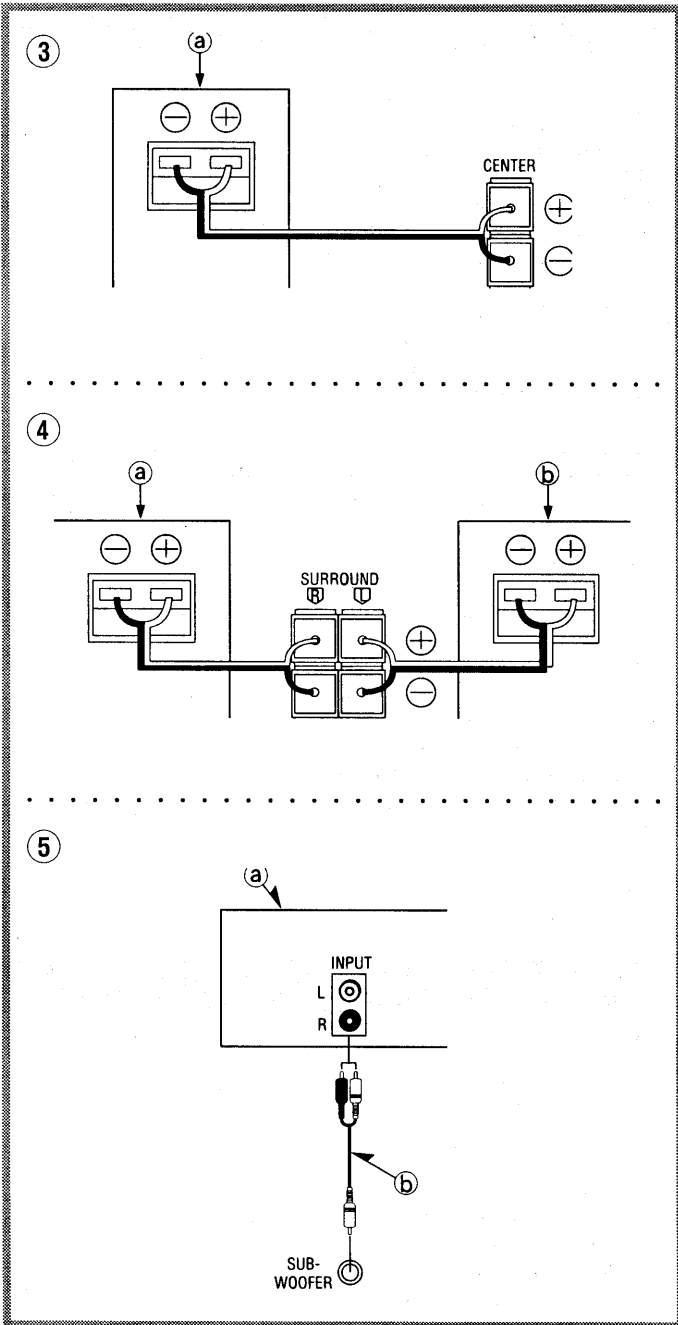 ③
ⓐ
⊖ ⊕
CENTER
⊕
⊖
④
ⓐ
ⓑ
⊖ ⊕
⊖ ⊕
SURROUND
R L
⊕
⊖
⑤
ⓐ
INPUT
L
R
ⓑ
SUB-
WOOFER